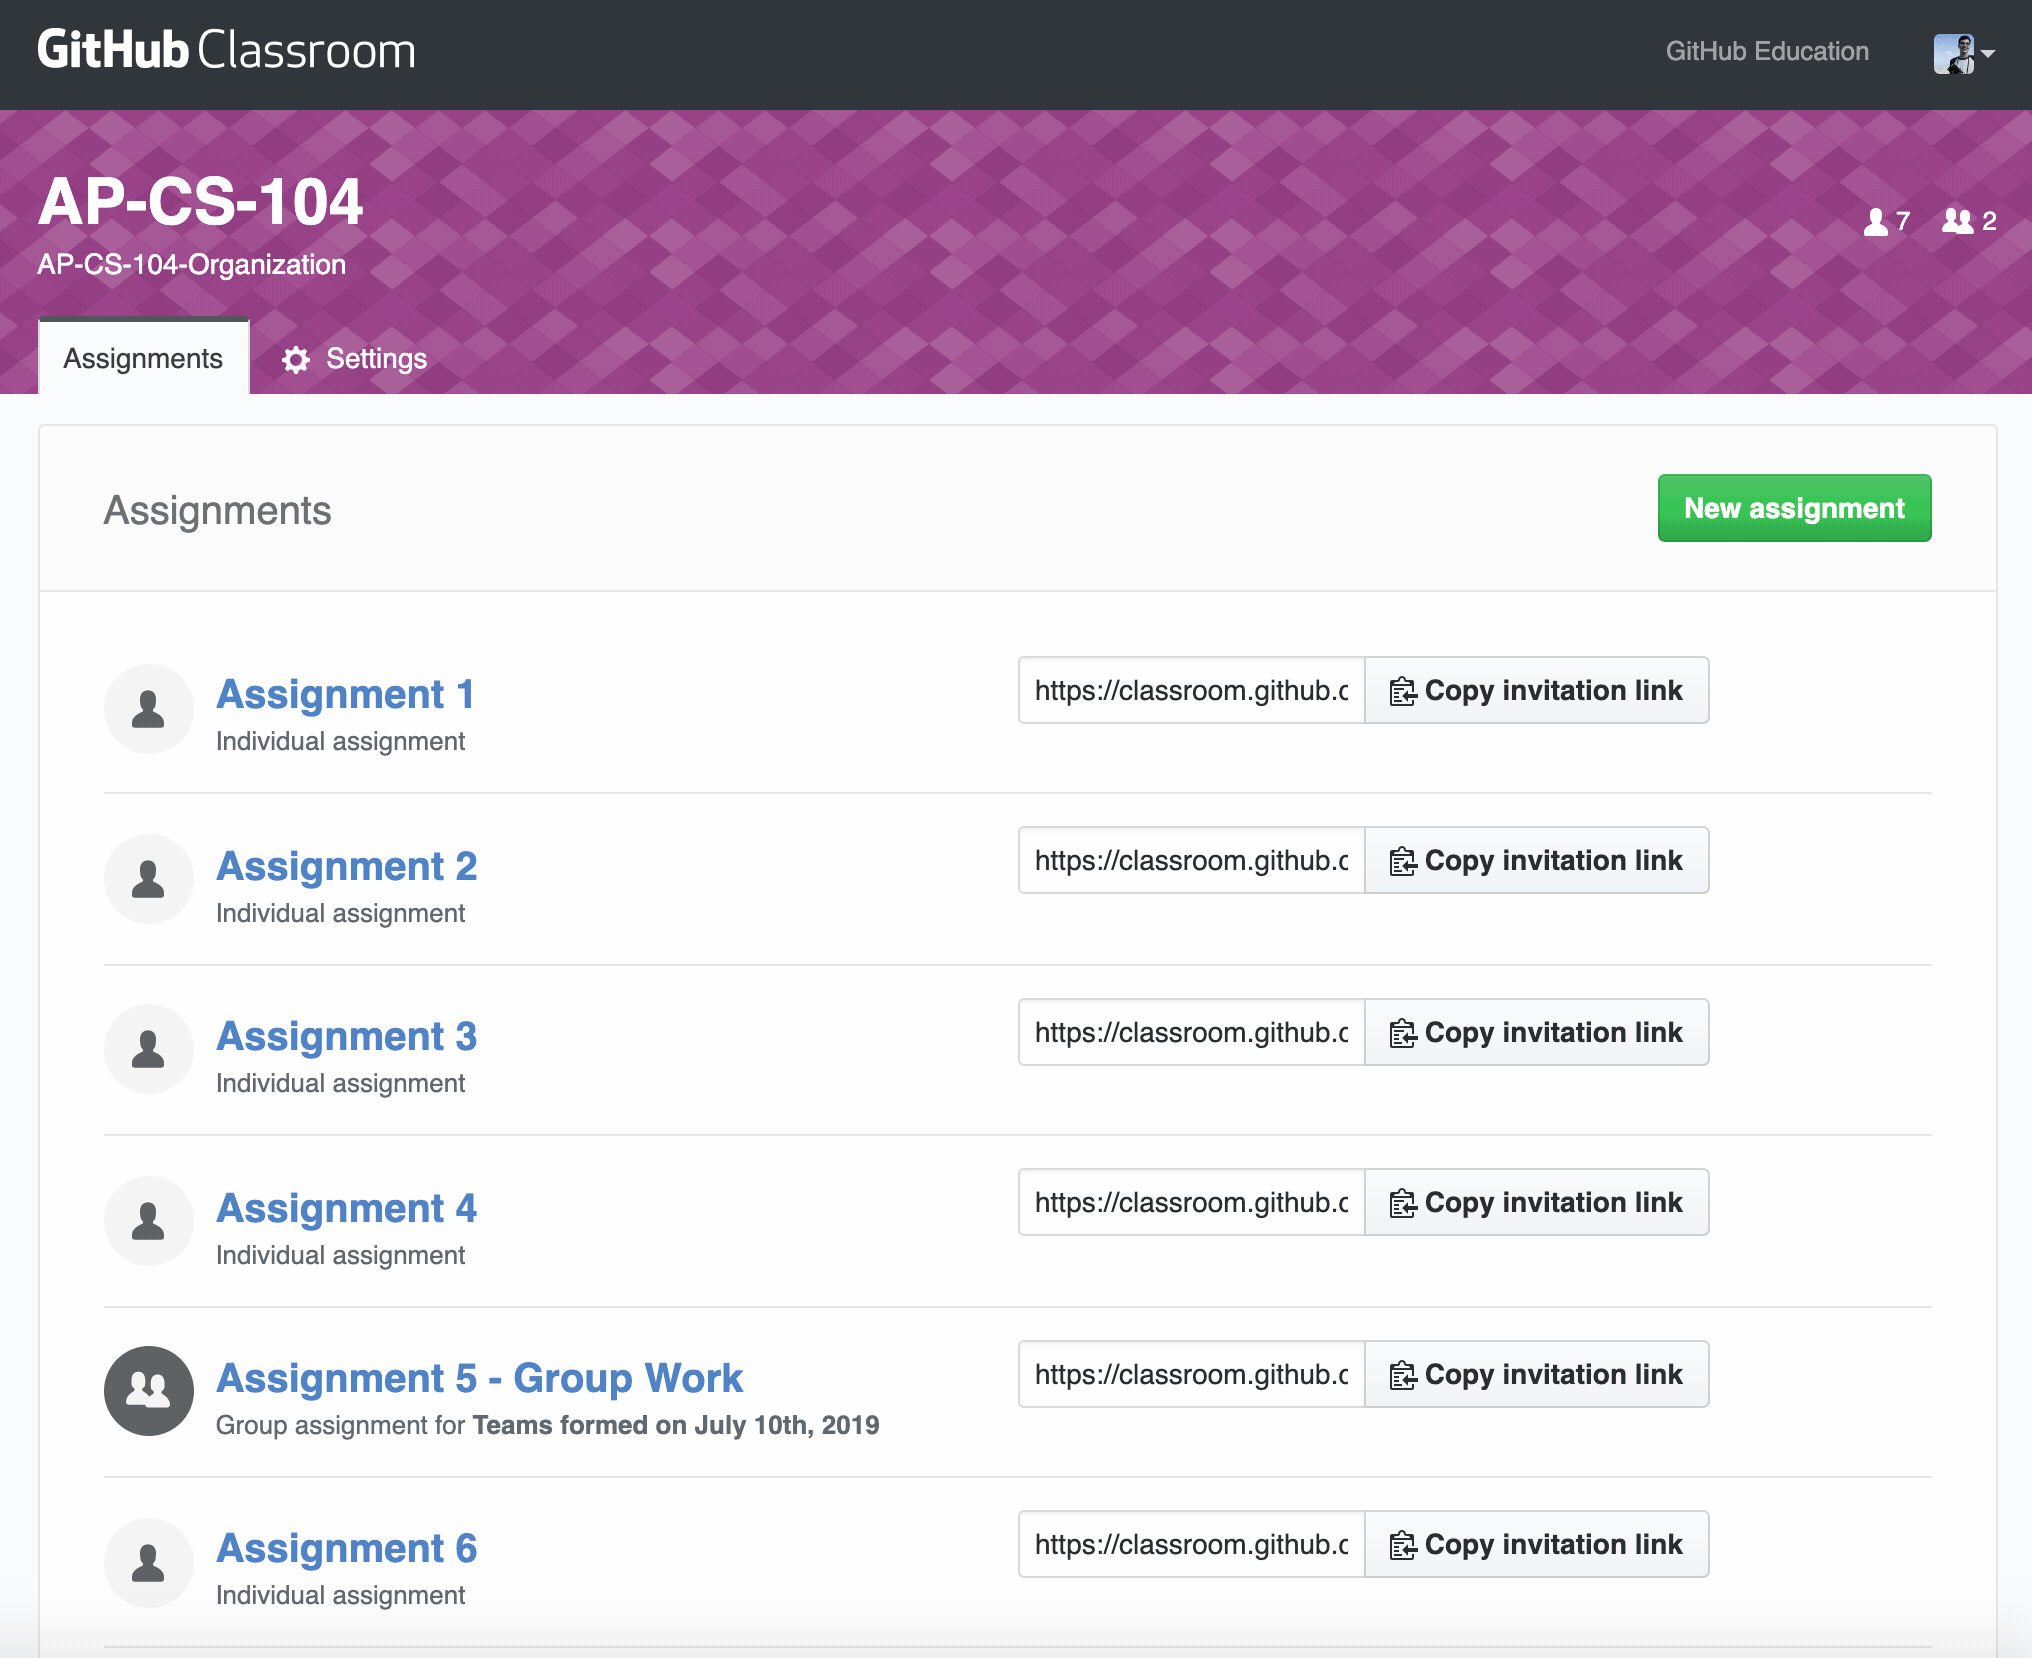 GitHub Classroom
GitHub Education
AP-CS-104
7 2
AP-CS-104-Organization
Assignments
Settings
Assignments
New assignment
Assignment 1
Individual assignment
https://classroom.github.c
Copy invitation link
Assignment 2
Individual assignment
https://classroom.github.c
Copy invitation link
Assignment 3
Individual assignment
https://classroom.github.c
Copy invitation link
Assignment 4
Individual assignment
https://classroom.github.c
Copy invitation link
Assignment 5 - Group Work
Group assignment for Teams formed on July 10th, 2019
https://classroom.github.c
Copy invitation link
Assignment 6
Individual assignment
https://classroom.github.c
Copy invitation link